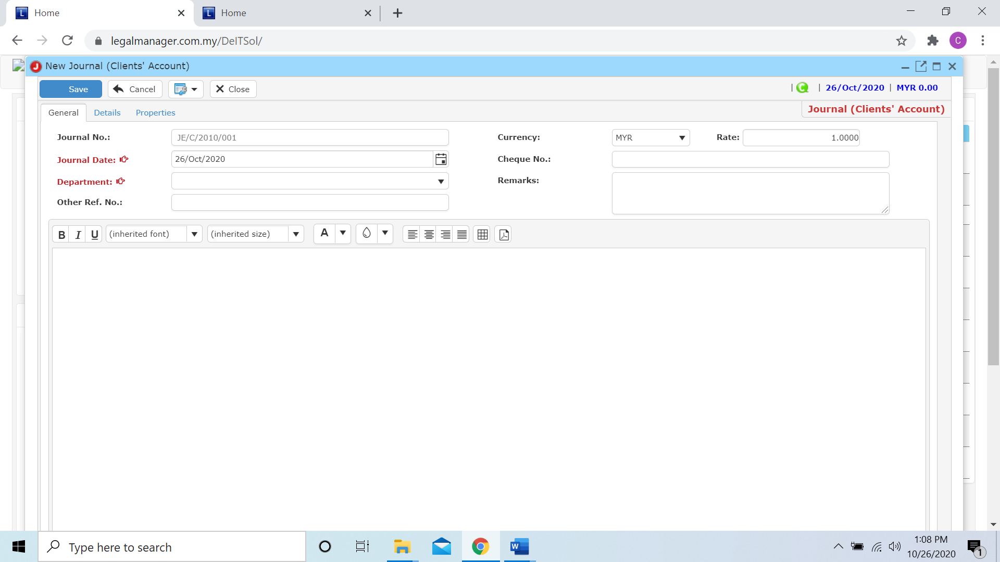 Home
Home
legalmanager.com.my/DeITSol/
New Journal (Clients' Account)
Save Cancel Close | | 26/Oct/2020 | MYR 0.00
General Details Properties Journal (Clients' Account)
Journal No.: JE/C/2010/001 Currency: MYR Rate: 1.0000
Journal Date: 26/Oct/2020 Cheque No.:
Department: Remarks:
Other Ref. No.:
B I U (inherited font) (inherited size) A
Type here to search
W
1:08 PM
10/26/2020
1
C
L
L
J
C